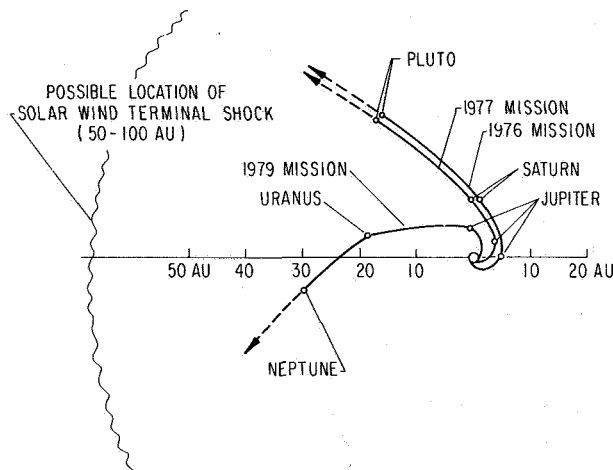 PLUTO
POSSIBLE LOCATION OF
SOLAR WIND TERMINAL SHOCK
(50-100 AU)
1977 MISSION
1976 MISSION
1979 MISSION
SATURN
URANUS
JUPITER
50 AU 40 30 20 10 10 20 AU
NEPTUNE